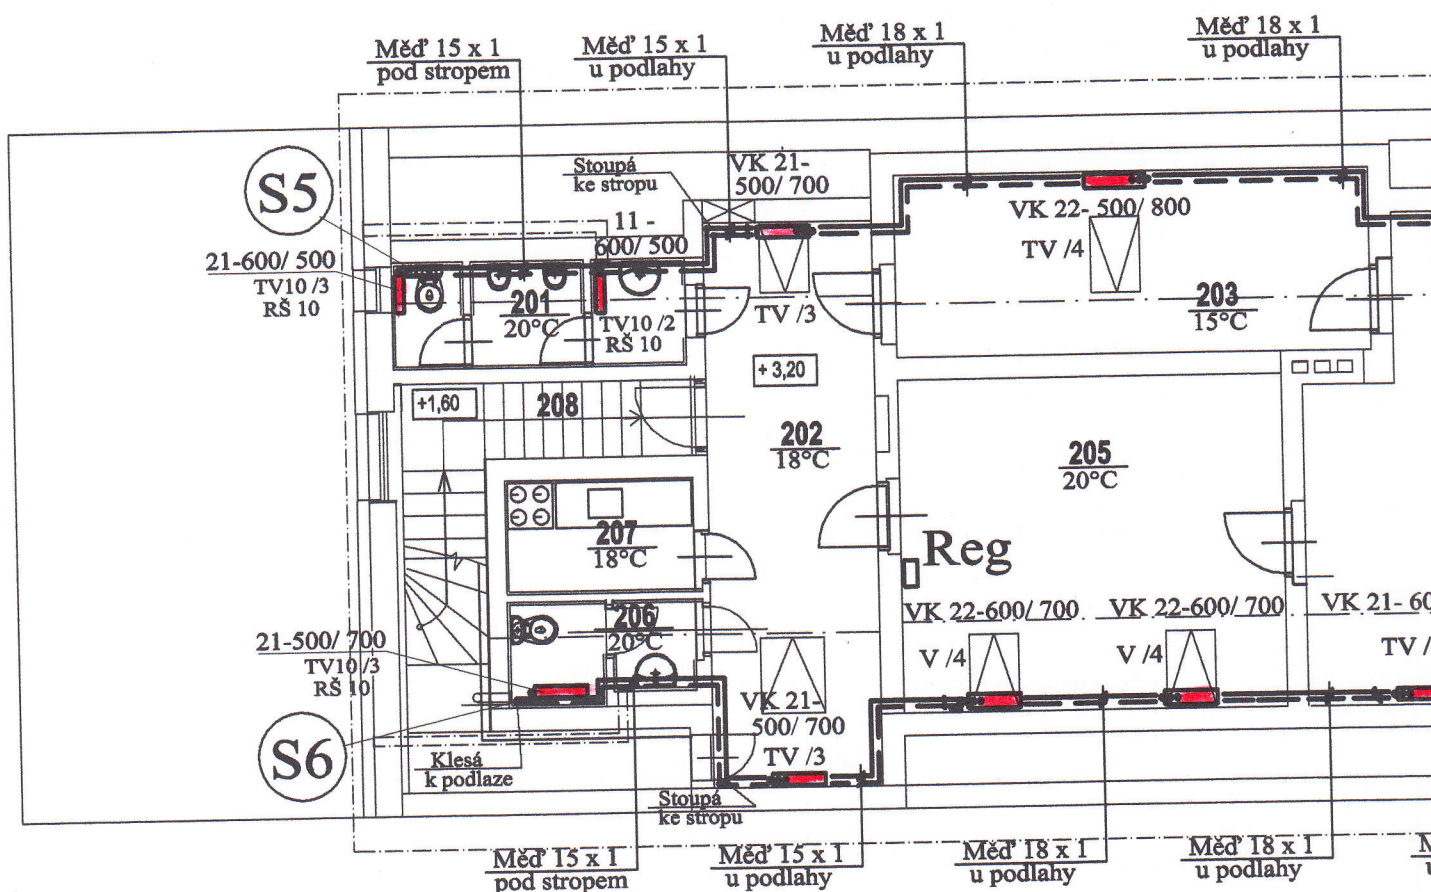 Měď 15 x 1
pod stropem
Měď 15 x 1
u podlahy
Měď 18 x 1
u podlahy
Měď 18 x 1
u podlahy
Stoupá
ke stropu
VK 21-
500/ 700
S5
11 -
600/ 500
VK 22- 500/ 800
TV /4
21-600/ 500
TV10 /3
RŠ 10
201
20°C
TV10 /2
RŠ 10
TV /3
203
15°C
+ 3,20
+1,60
208
202
18°C
205
20°C
207
18°C
Reg
206
20°C
VK 22-600/ 700
VK 22-600/ 700
VK 21- 60
21-500/ 700
TV10 /3
RŠ 10
V /4
V /4
TV /
VK 21-
500/ 700
TV /3
S6
Klesá
k podlaze
Stoupá
ke stropu
Měď 15 x 1
pod stropem
Měď 15 x 1
u podlahy
Měď 18 x 1
u podlahy
Měď 18 x 1
u podlahy